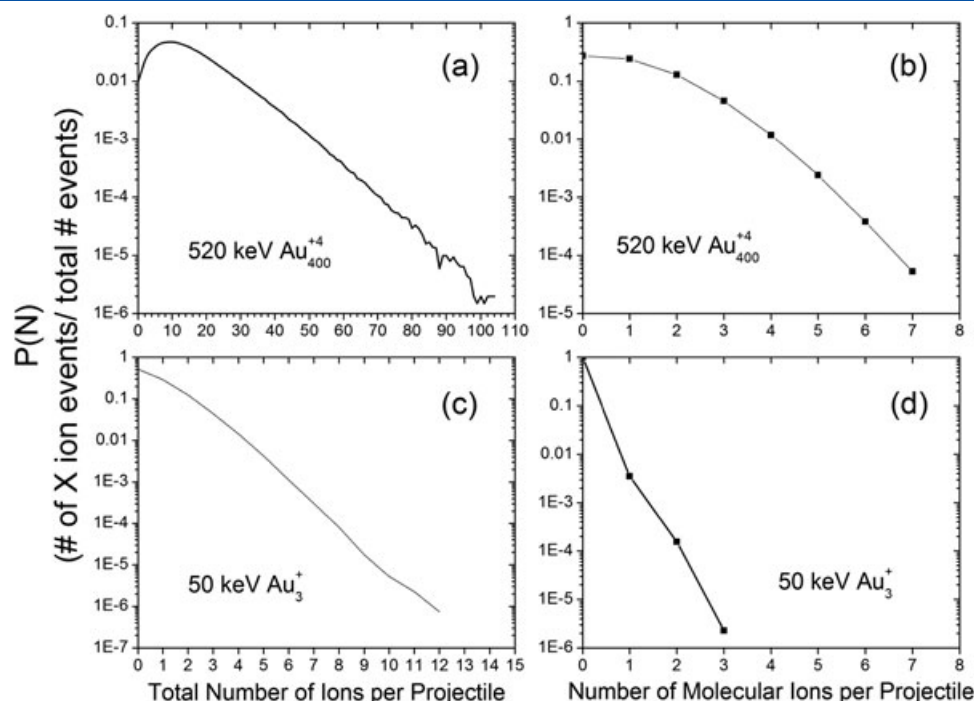 P(N)
(# of X ion events/ total # events)
0.1
0.01
1E-3
1E-4
1E-5
1E-6
(a)
520 keV Au+4 400
0 10 20 30 40 50 60 70 80 90 100 110
1
0.1
0.01
1E-3
1E-4
1E-5
(b)
520 keV Au+4 400
0 1 2 3 4 5 6 7 8
1
0.1
0.01
1E-3
1E-4
1E-5
1E-6
1E-7
(c)
50 keV Au+ 3
0 1 2 3 4 5 6 7 8 9 10 11 12 13 14 15
Total Number of Ions per Projectile
1
0.1
0.01
1E-3
1E-4
1E-5
1E-6
(d)
50 keV Au+ 3
0 1 2 3 4 5 6 7 8
Number of Molecular Ions per Projectile